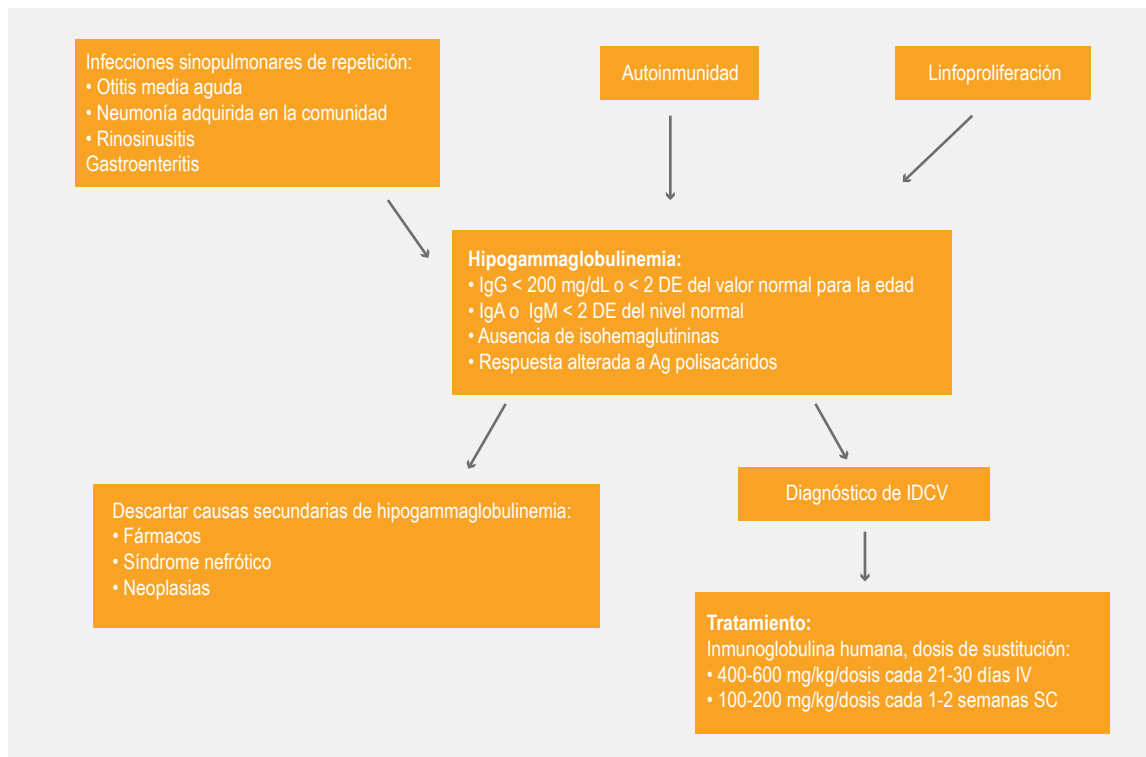 Infecciones sinopulmonares de repetición:
• Otitis media aguda
• Neumonía adquirida en la comunidad
• Rinosinusitis
Gastroenteritis
Autoinmunidad
Linfoproliferación
Hipogammaglobulinemia:
• IgG < 200 mg/dL o < 2 DE del valor normal para la edad
• IgA o IgM < 2 DE del nivel normal
• Ausencia de isohemaglutininas
• Respuesta alterada a Ag polisacáridos
Descartar causas secundarias de hipogammaglobulinemia:
• Fármacos
• Síndrome nefrótico
• Neoplasias
Diagnóstico de IDCV
Tratamiento:
Inmunoglobulina humana, dosis de sustitución:
• 400-600 mg/kg/dosis cada 21-30 días IV
• 100-200 mg/kg/dosis cada 1-2 semanas SC